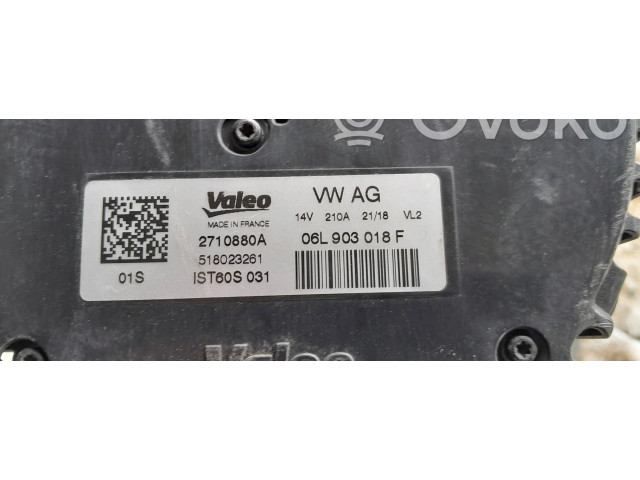 Ovoko
Valeo
MADE IN FRANCE
2710880A
518023261
IST60S 031
01S
VW AG
14V 210A 21/18 VL2
06L 903 018 F
Valeo